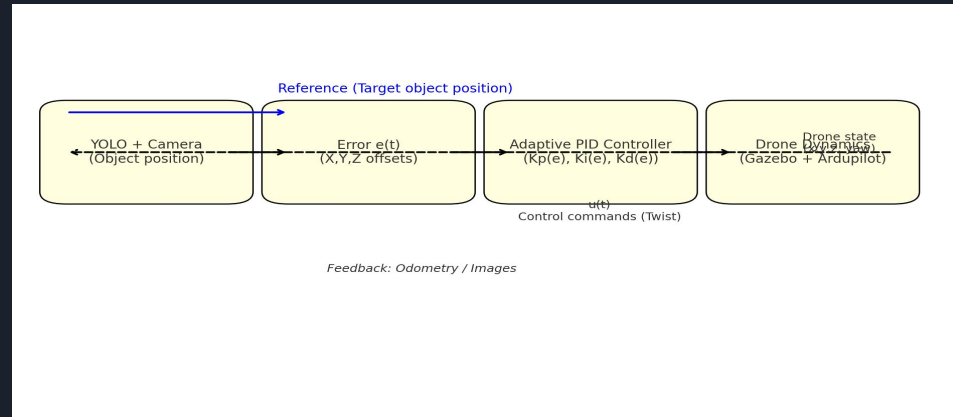 Reference (Target object position)
YOLO + Camera
(Object position)
Error e(t)
(X,Y,Z offsets)
Adaptive PID Controller
(Kp(e), Ki(e), Kd(e))
Drone Dynamics
(Gazebo + Ardupilot)
Drone state
(x,y,z, yaw)
u(t)
Control commands (Twist)
Feedback: Odometry / Images